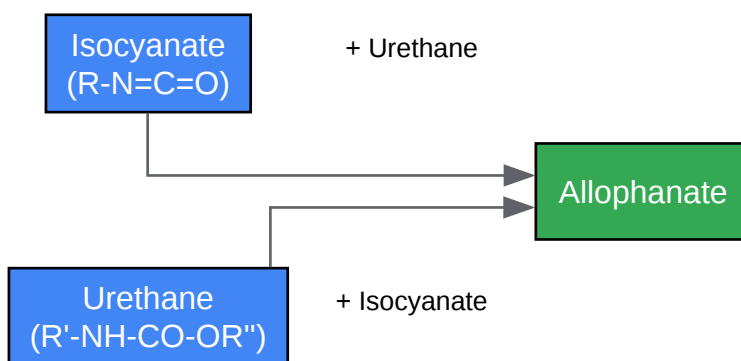 Isocyanate
(R-N=C=O)
+ Urethane
Allophanate
Urethane
(R'-NH-CO-OR")
+ Isocyanate